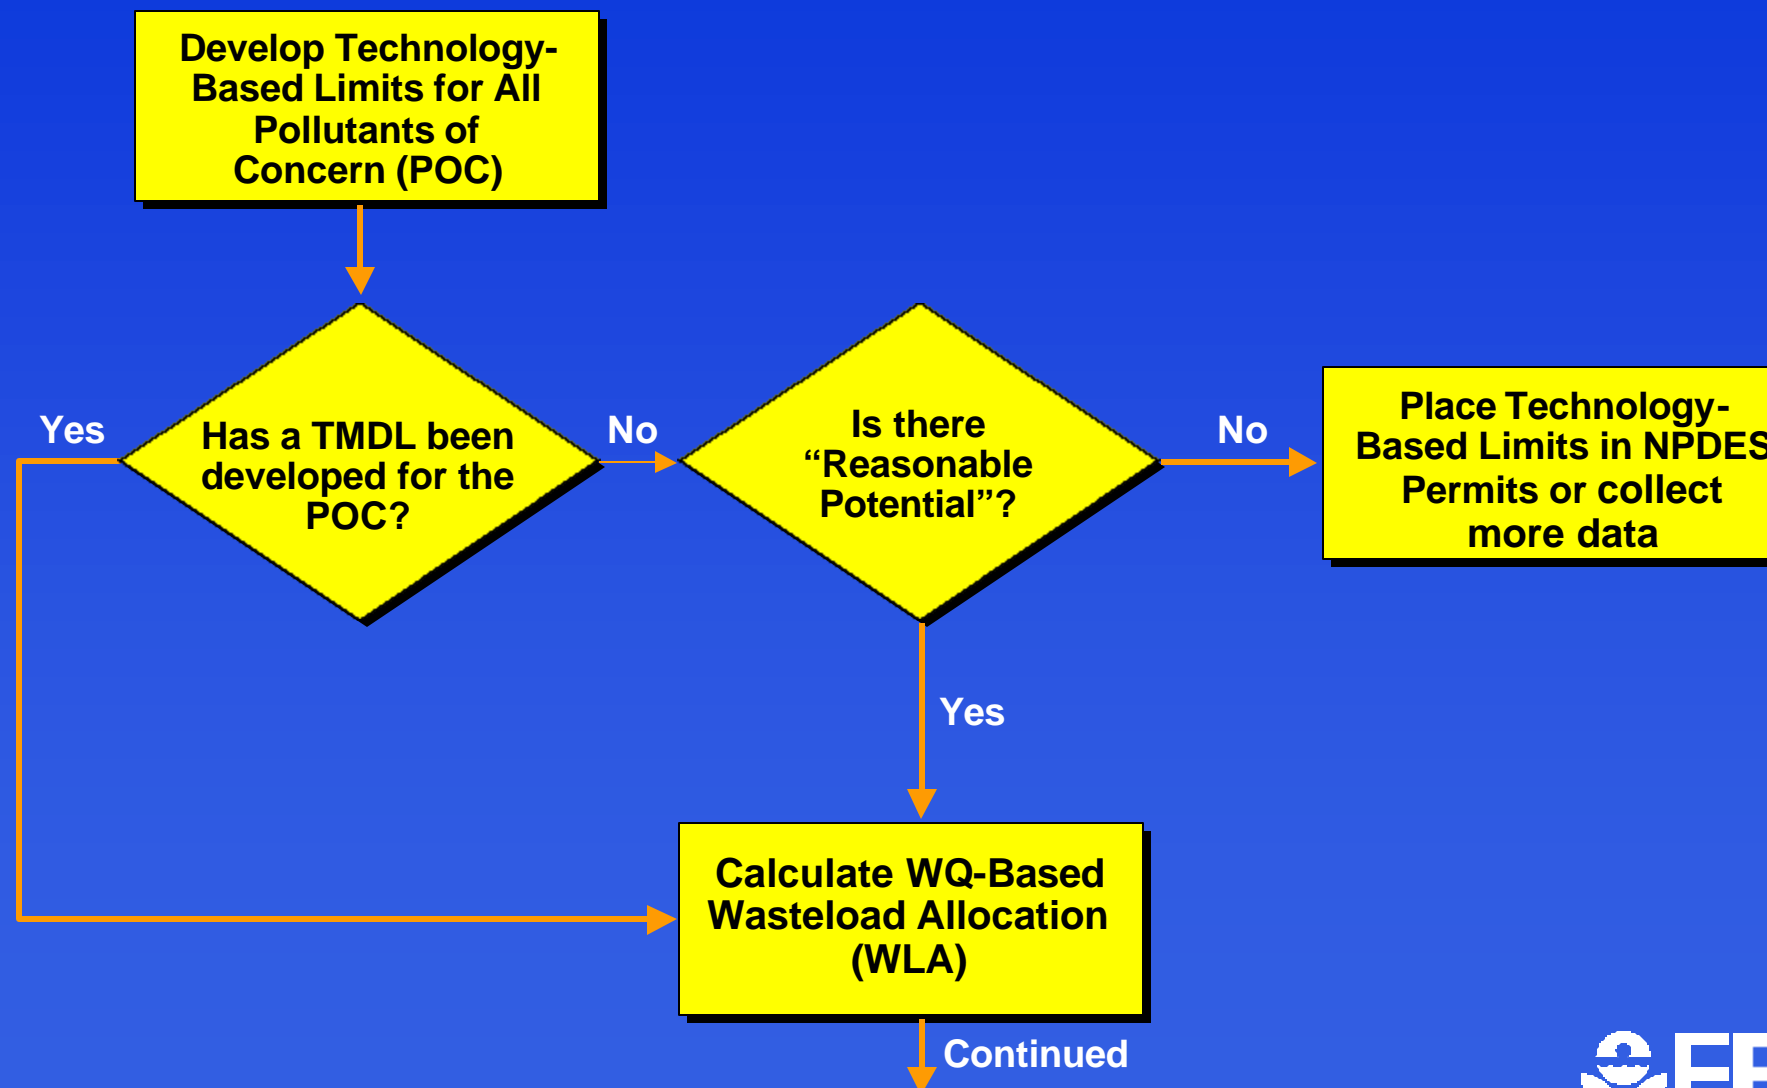 Develop Technology-
Based Limits for All
Pollutants of
Concern (POC)
Yes
Has a TMDL been
developed for the
POC?
No
Is there
“Reasonable
Potential”?
No
Place Technology-
Based Limits in NPDES
Permits or collect
more data
Yes
Calculate WQ-Based
Wasteload Allocation
(WLA)
Continued